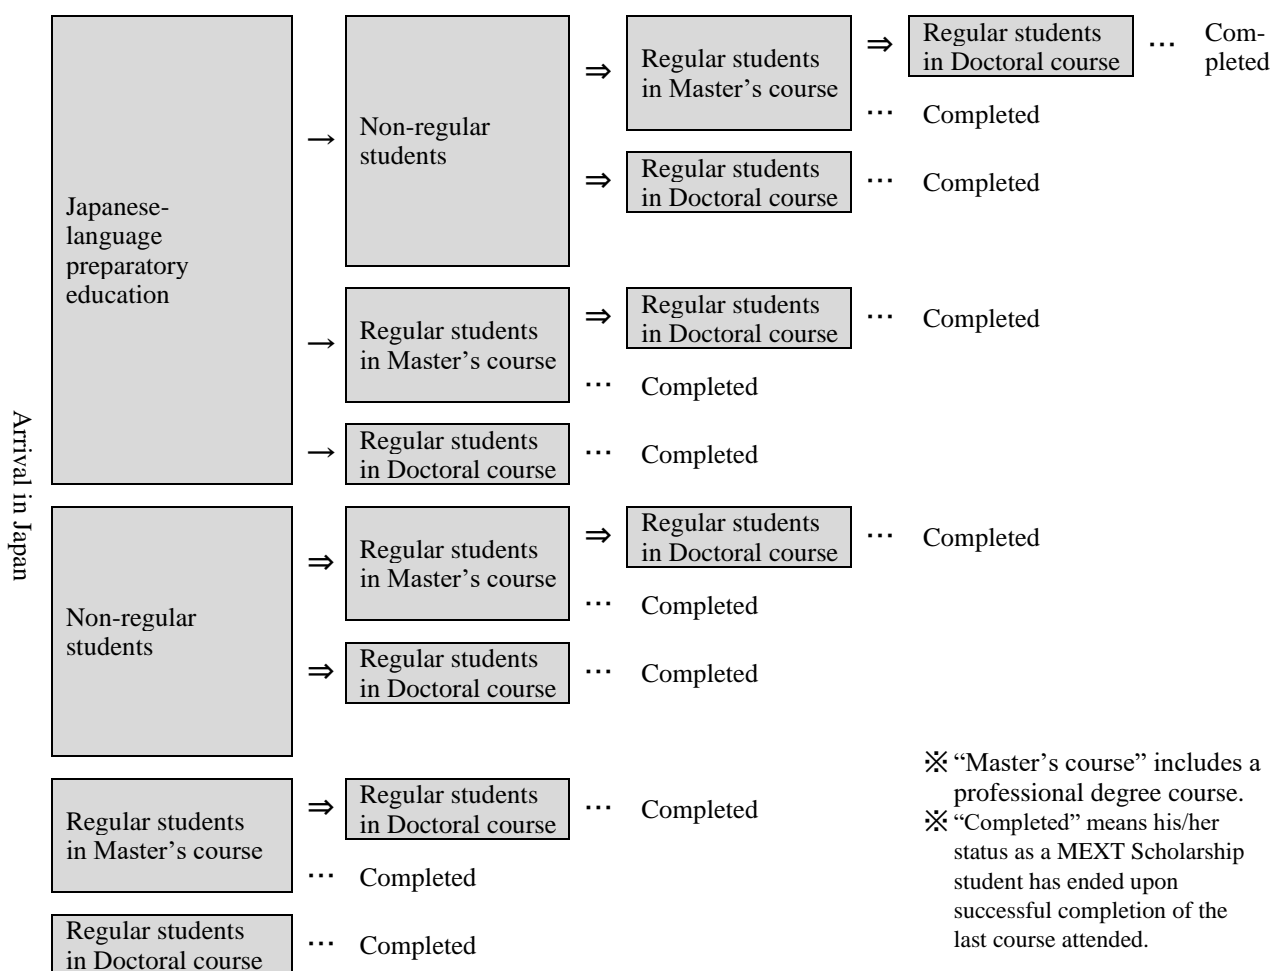 Arrival in Japan
Japanese-
language
preparatory
education
→
Non-regular
students
⇒
Regular students
in Master’s course
⇒
Regular students
in Doctoral course
…
Com-
pleted
…
Completed
⇒
Regular students
in Doctoral course
…
Completed
→
Regular students
in Master’s course
⇒
Regular students
in Doctoral course
…
Completed
…
Completed
→
Regular students
in Doctoral course
…
Completed
Non-regular
students
⇒
Regular students
in Master’s course
⇒
Regular students
in Doctoral course
…
Completed
…
Completed
⇒
Regular students
in Doctoral course
…
Completed
Regular students
in Master’s course
⇒
Regular students
in Doctoral course
…
Completed
…
Completed
Regular students
in Doctoral course
…
Completed
※ “Master’s course” includes a
professional degree course.
※ “Completed” means his/her
status as a MEXT Scholarship
student has ended upon
successful completion of the
last course attended.